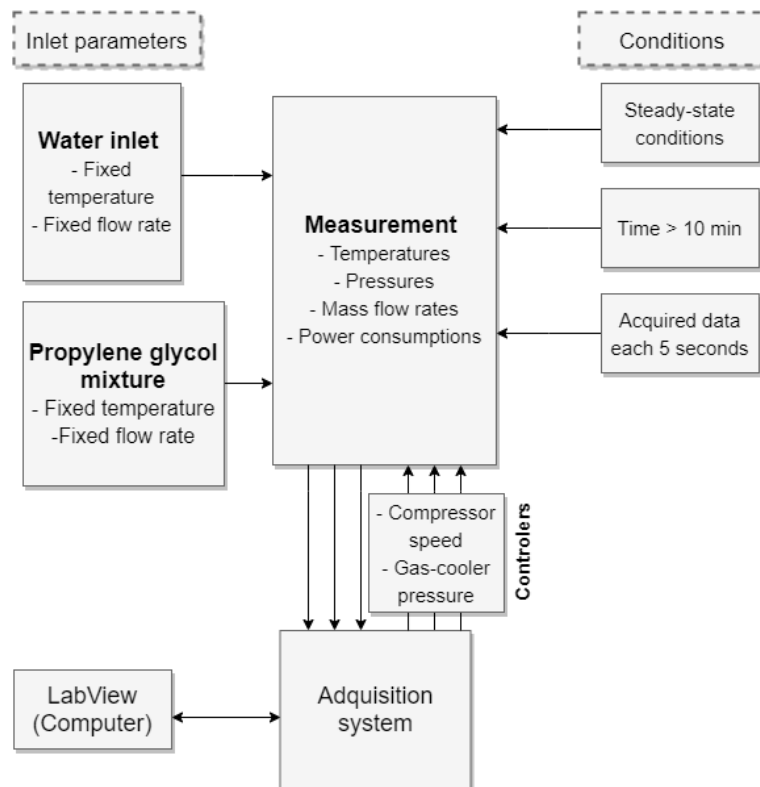 Inlet parameters
Conditions
Water inlet
- Fixed
temperature
- Fixed flow rate
Propylene glycol
mixture
- Fixed temperature
-Fixed flow rate
Measurement
- Temperatures
- Pressures
- Mass flow rates
- Power consumptions
Steady-state
conditions
Time > 10 min
Acquired data
each 5 seconds
- Compressor
speed
- Gas-cooler
pressure
Controlers
LabView
(Computer)
Adquisition
system